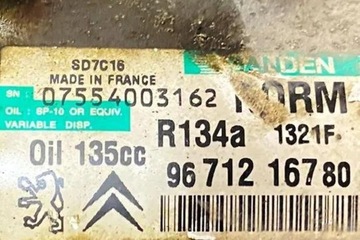 SD7C16
MADE IN FRANCE
SN : 07554003162
OIL : SP-10 OR EQUIV.
VARIABLE DISP.
R134a 1321F
Oil 135cc
96 712 167 80